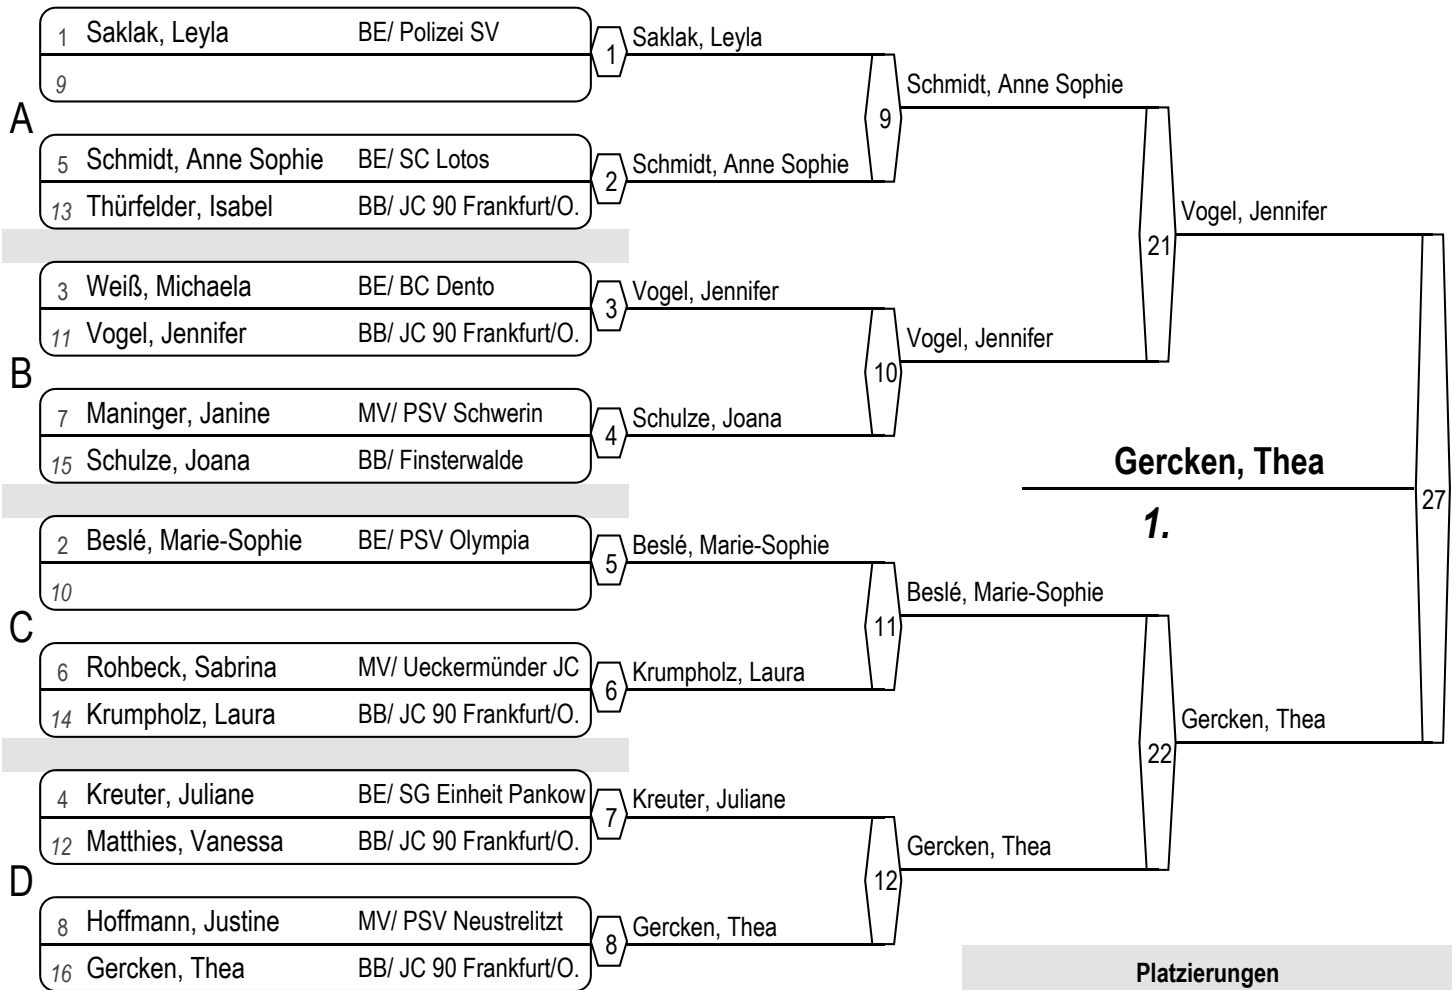 1 Saklak, Leyla BE/ Polizei SV
9
1 Saklak, Leyla
A
5 Schmidt, Anne Sophie BE/ SC Lotos
13 Thürfelder, Isabel BB/ JC 90 Frankfurt/O.
2 Schmidt, Anne Sophie
9 Schmidt, Anne Sophie
3 Weiß, Michaela BE/ BC Dento
11 Vogel, Jennifer BB/ JC 90 Frankfurt/O.
3 Vogel, Jennifer
B
7 Maninger, Janine MV/ PSV Schwerin
15 Schulze, Joana BB/ Finsterwalde
4 Schulze, Joana
10 Vogel, Jennifer
21 Vogel, Jennifer
2 Beslé, Marie-Sophie BE/ PSV Olympia
10
5 Beslé, Marie-Sophie
C
6 Rohbeck, Sabrina MV/ Ueckermünder JC
14 Krumpholz, Laura BB/ JC 90 Frankfurt/O.
6 Krumpholz, Laura
11 Beslé, Marie-Sophie
4 Kreuter, Juliane BE/ SG Einheit Pankow
12 Matthies, Vanessa BB/ JC 90 Frankfurt/O.
7 Kreuter, Juliane
D
8 Hoffmann, Justine MV/ PSV Neustrelitzt
16 Gercken, Thea BB/ JC 90 Frankfurt/O.
8 Gercken, Thea
12 Gercken, Thea
22 Gercken, Thea
Gercken, Thea
27
1.
Platzierungen